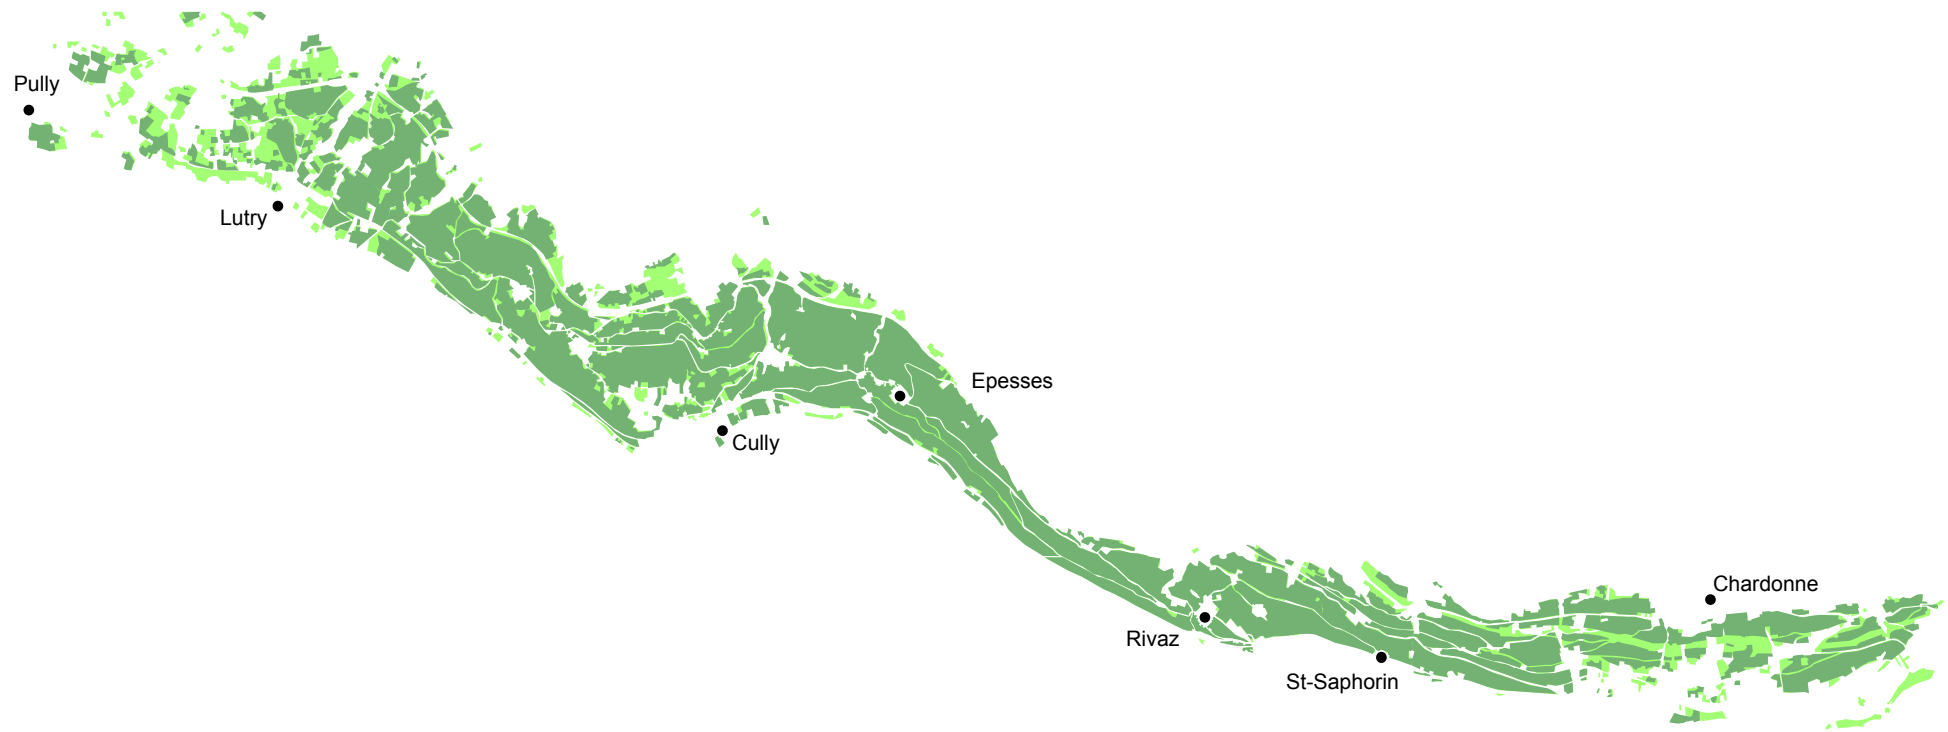 Pully
Lutry
Epesses
Cully
Chardonne
Rivaz
St-Saphorin